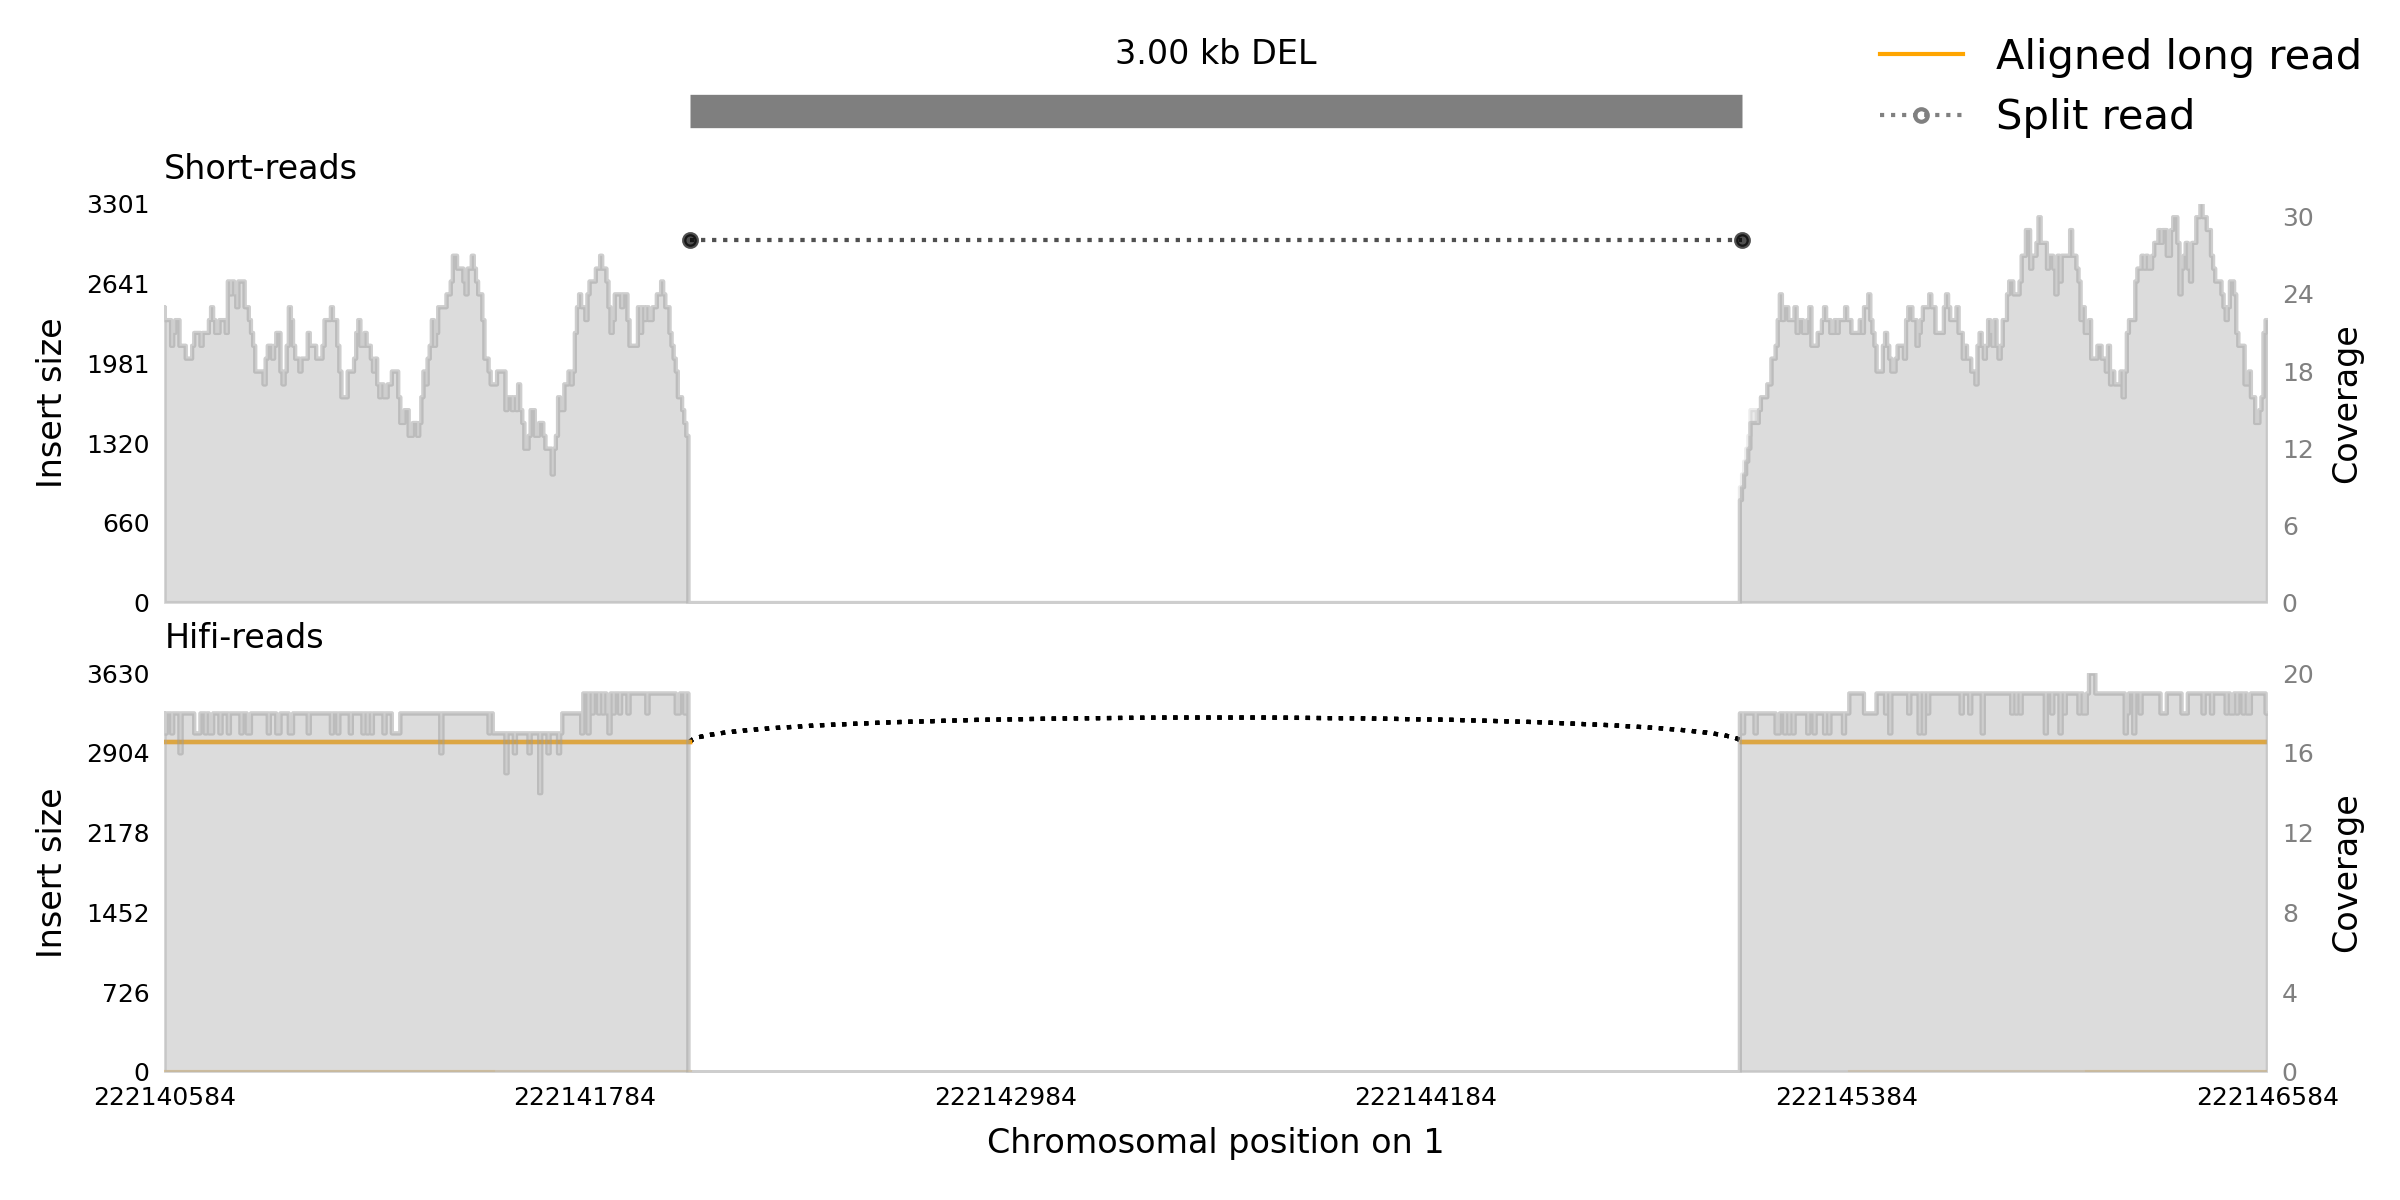 3.00 kb DEL
Aligned long read
Split read
Short-reads
3301
2641
1981
1320
660
0
Insert size
30
24
18
12
6
0
Coverage
Hifi-reads
3630
2904
2178
1452
726
0
Insert size
20
16
12
8
4
0
Coverage
222140584 222141784 222142984 222144184 222145384 222146584
Chromosomal position on 1